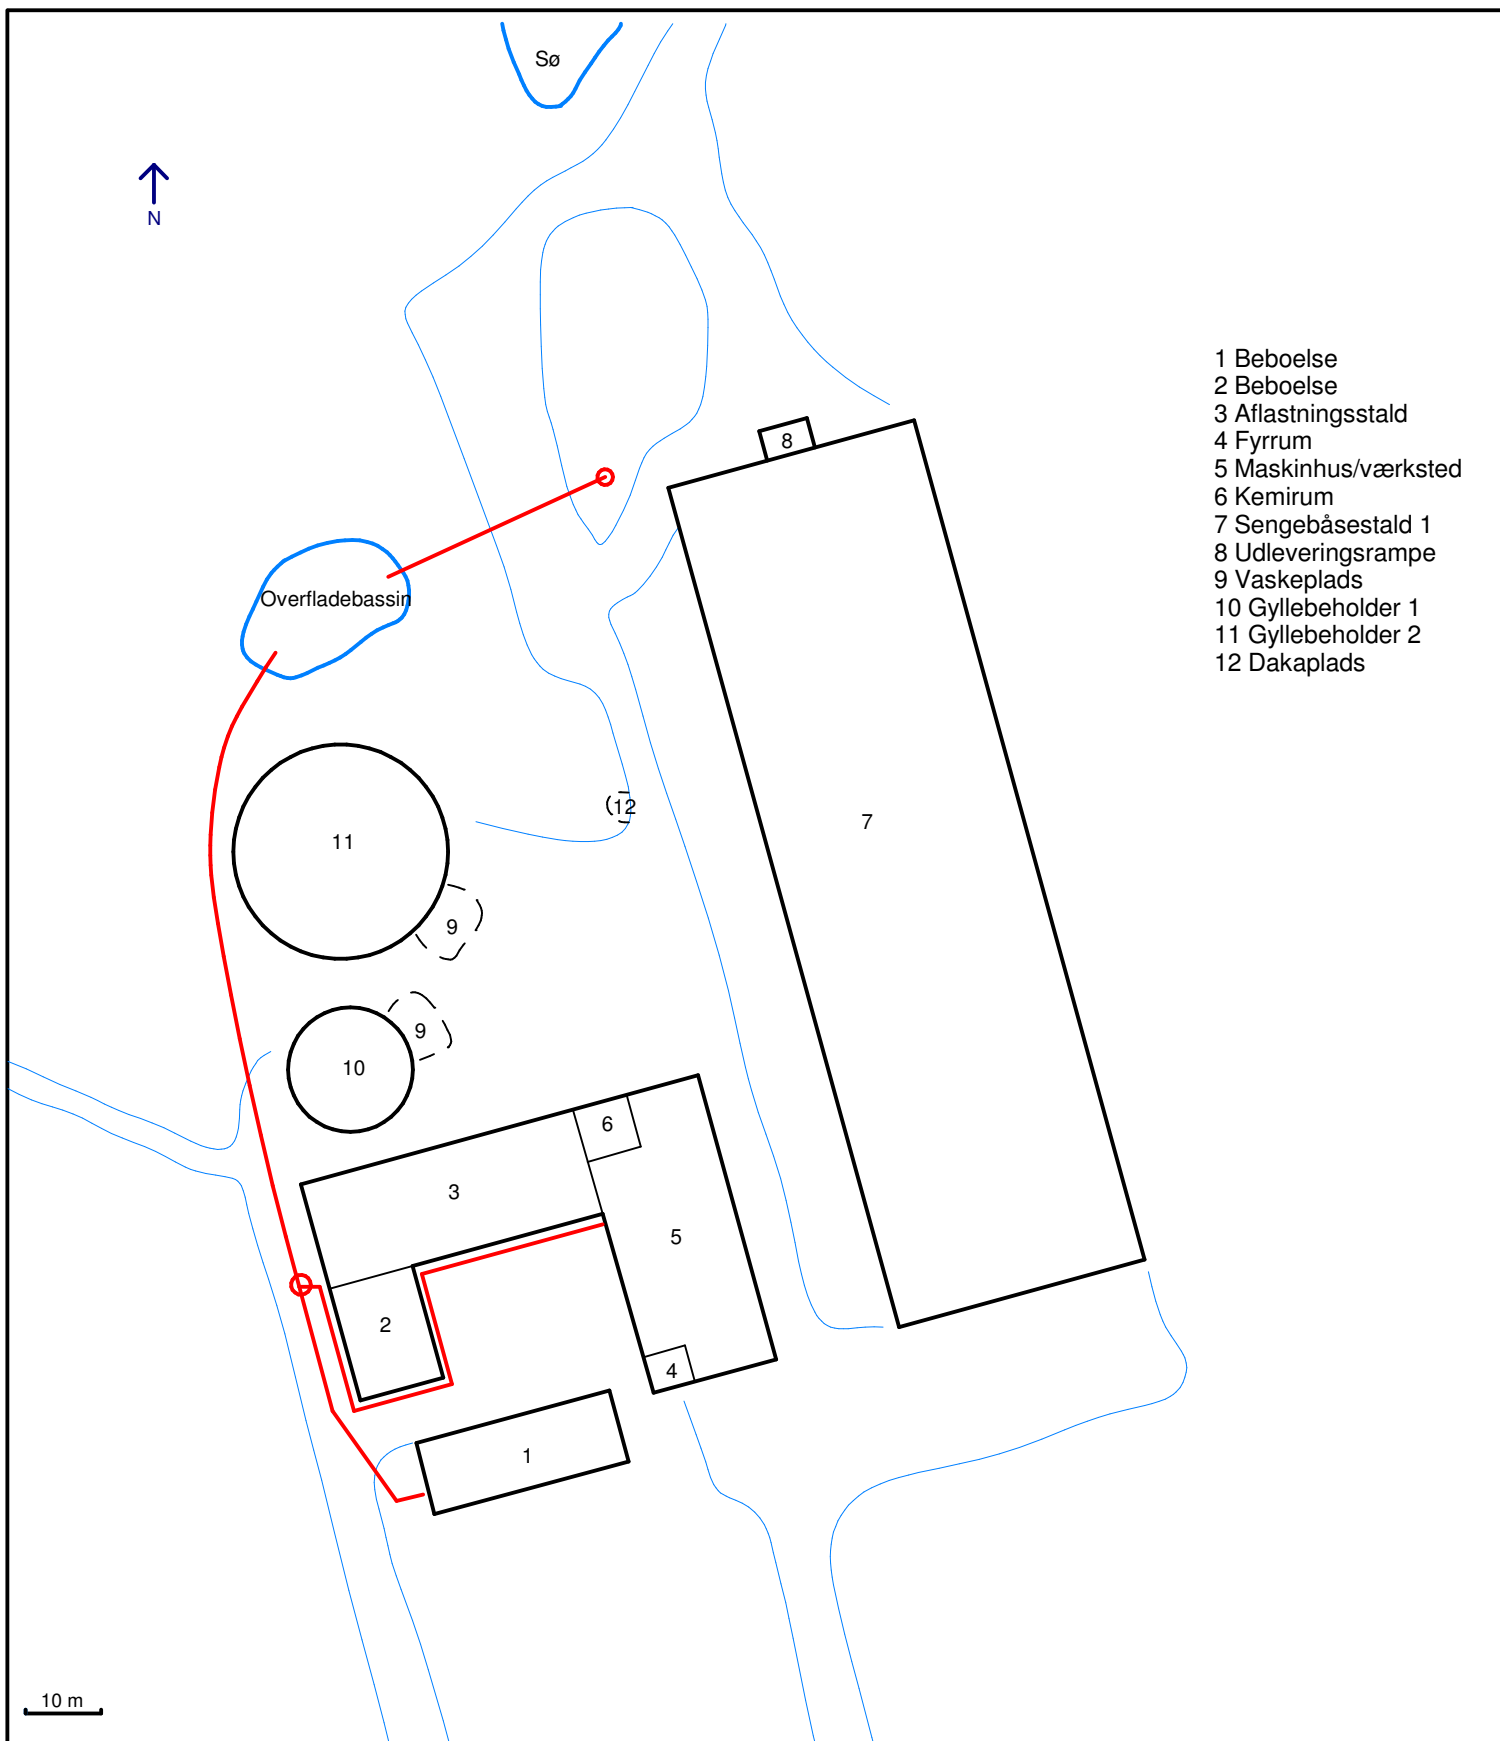 Sø
N
1 Beboelse
2 Beboelse
3 Aflastningsstald
4 Fyrrum
5 Maskinhus/værksted
6 Kemirum
7 Sengebåsestald 1
8 Udleveringsrampe
9 Vaskeplads
10 Gyllebeholder 1
11 Gyllebeholder 2
12 Dakaplads
8
Overfladebassin
12
7
11
9
9
10
6
3
5
2
4
1
10 m